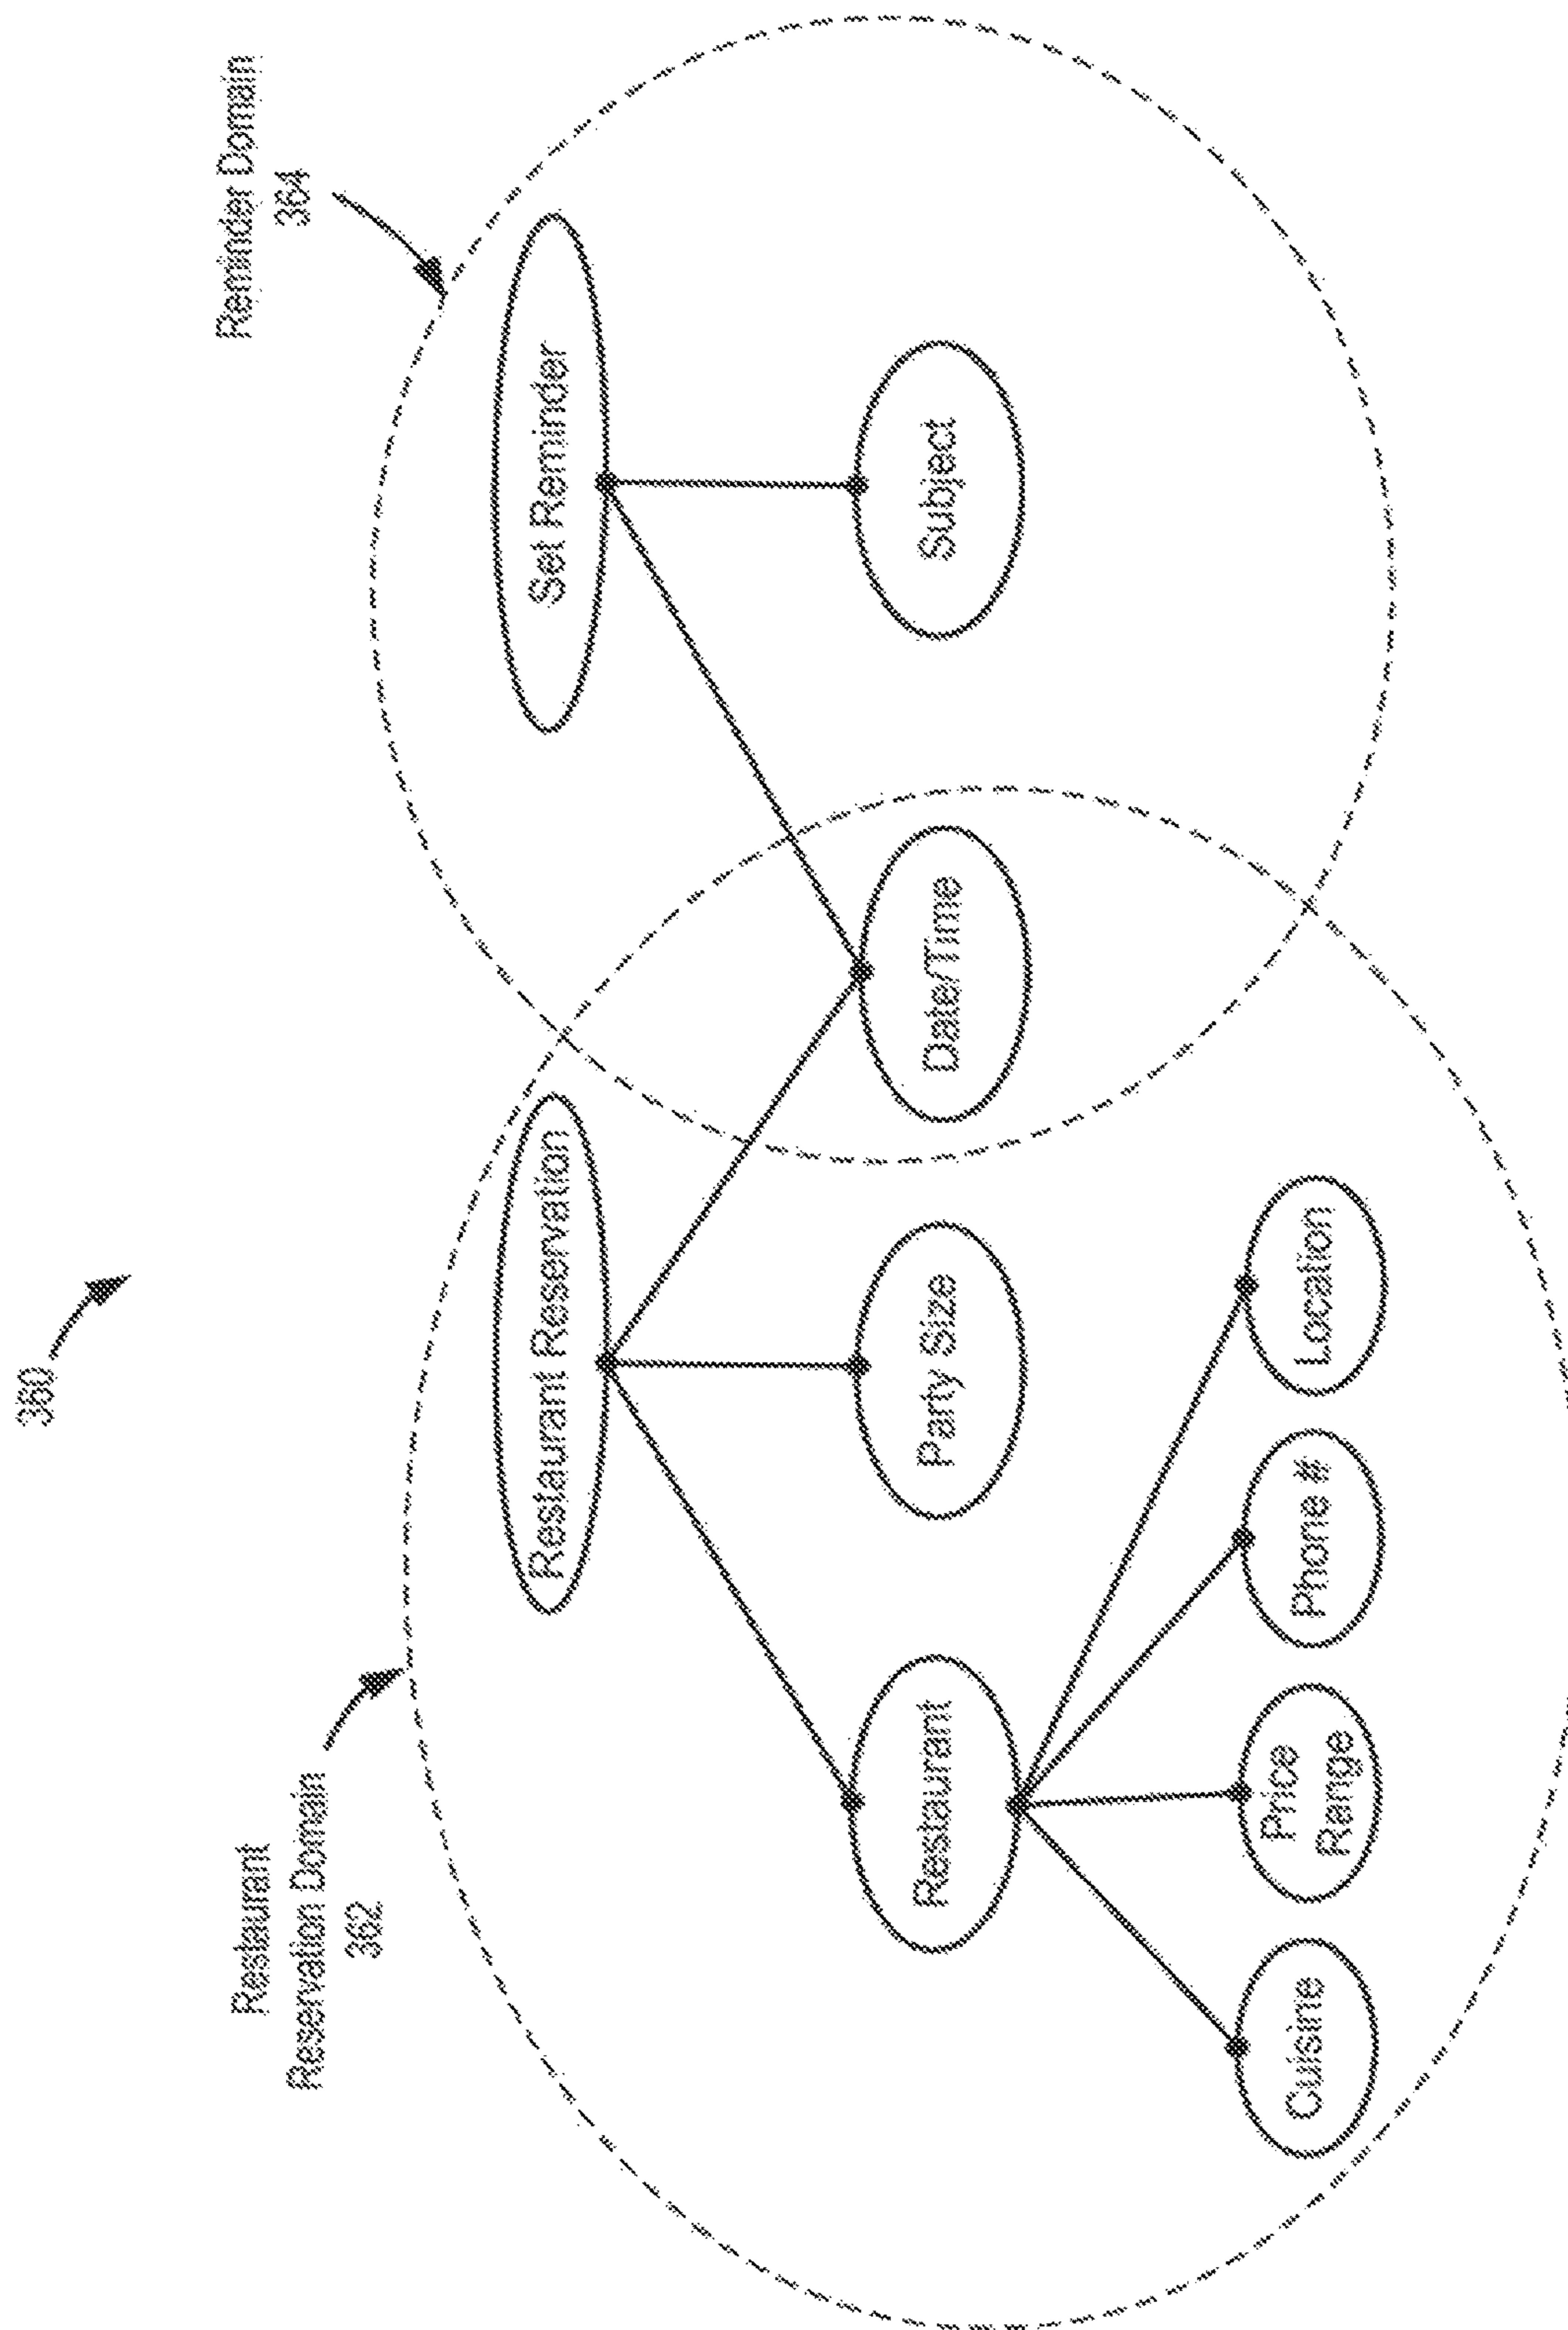 360
Restaurant
Reservation Domain
362
Reminder Domain
364
Restaurant Reservation
Set Reminder
Restaurant
Party Size
Date/Time
Subject
Cuisine
Price
Range
Phone #
Location